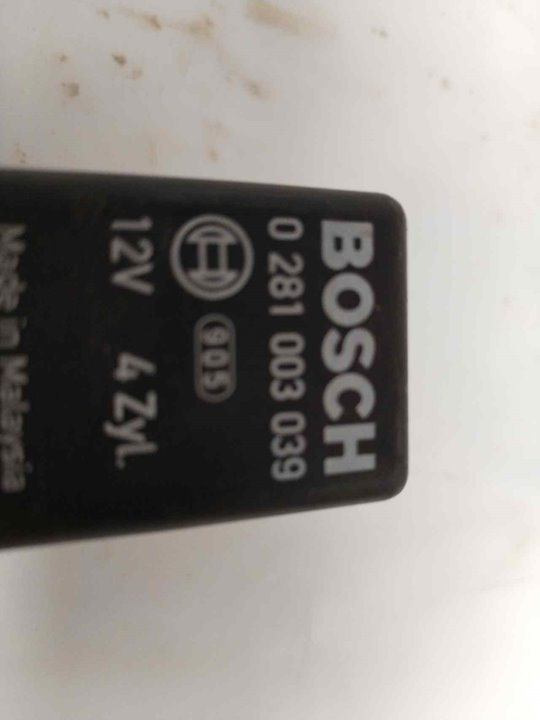 BOSCH
0 281 003 039
905
12V 4 Zyl.
Made in Malaysia